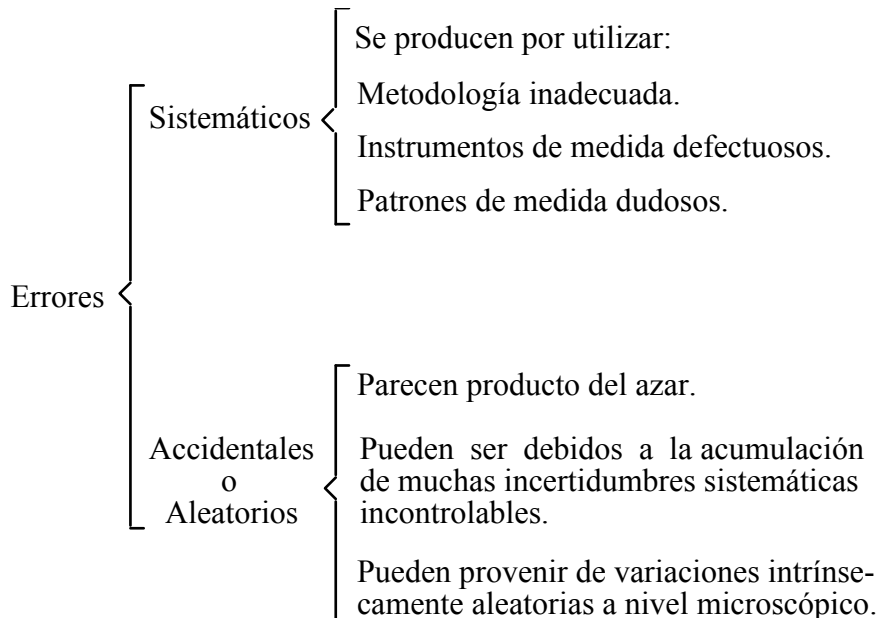 Errores
Sistemáticos
Se producen por utilizar:
Metodología inadecuada.
Instrumentos de medida defectuosos.
Patrones de medida dudosos.
Accidentales
o
Aleatorios
Parecen producto del azar.
Pueden ser debidos a la acumulación
de muchas incertidumbres sistemáticas
incontrolables.
Pueden provenir de variaciones intrínse-
camente aleatorias a nivel microscópico.